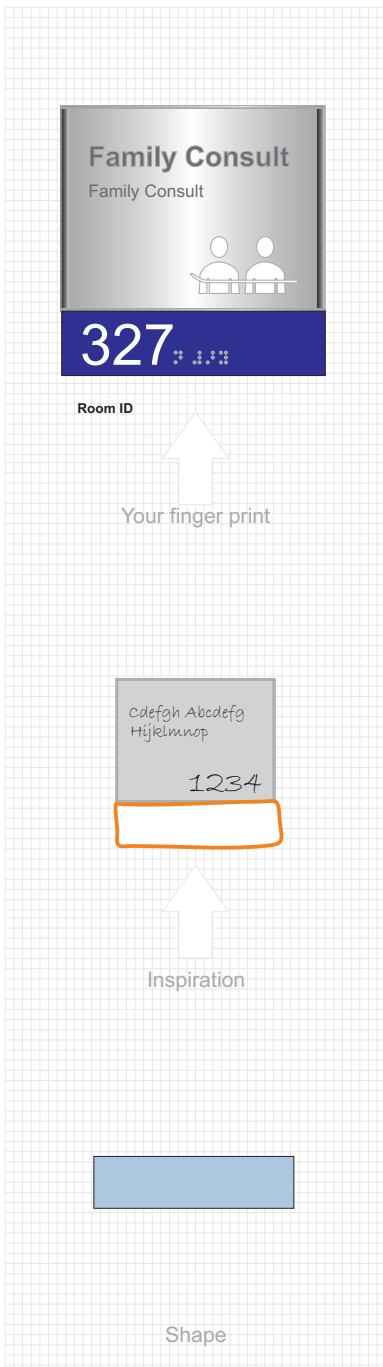 Family Consult
Family Consult
327
Room ID
Your finger print
Cdefgh Abcdefg
Hijklmnop
1234
Inspiration
Shape